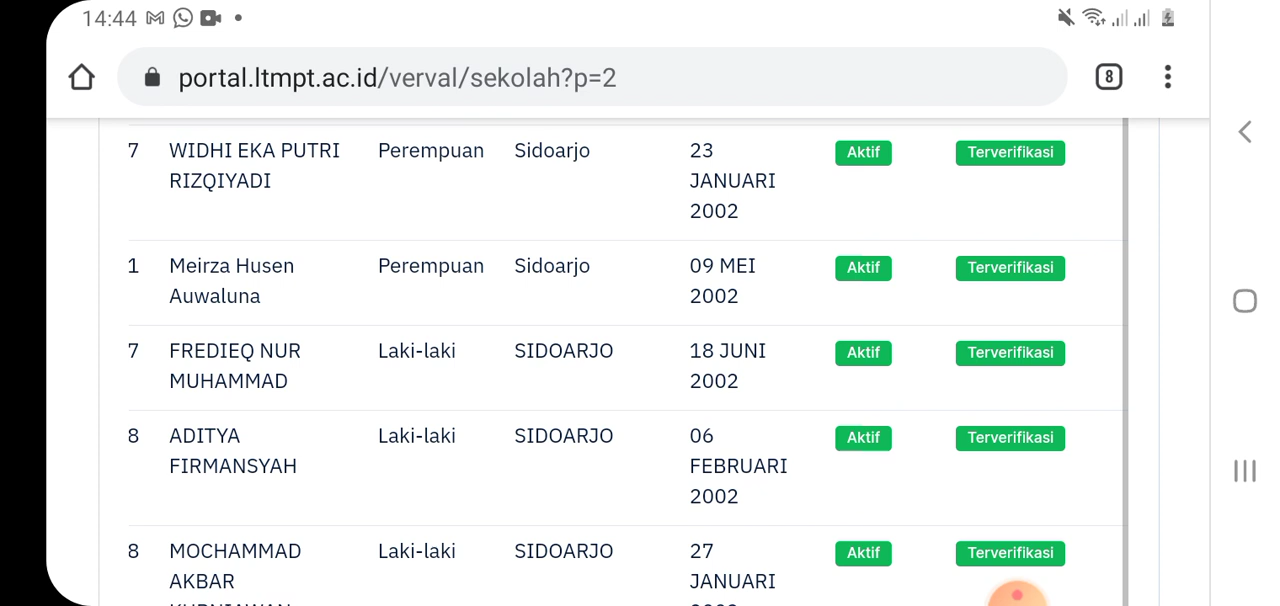 14:44
portal.ltmpt.ac.id/verval/sekolah?p=2
8
7 WIDHI EKA PUTRI Perempuan Sidoarjo 23 Aktif Terverifikasi
RIZQIYADI JANUARI
2002
1 Meirza Husen Perempuan Sidoarjo 09 MEI Aktif Terverifikasi
Auwaluna 2002
7 FREDIEQ NUR Laki-laki SIDOARJO 18 JUNI Aktif Terverifikasi
MUHAMMAD 2002
8 ADITYA Laki-laki SIDOARJO 06 Aktif Terverifikasi
FIRMANSYAH FEBRUARI
2002
8 MOCHAMMAD Laki-laki SIDOARJO 27 Aktif Terverifikasi
AKBAR JANUARI